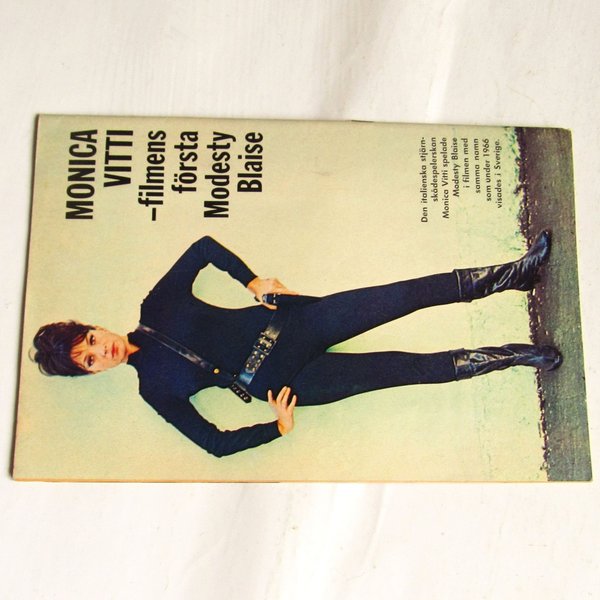 MONICA
VITTI
–filmens
första
Modesty
Blaise
Den italienska stjärn-
skådespelerskan
Monica Vitti spelade
Modesty Blaise
i filmen med
samma namn
som under 1966
visades i Sverige.